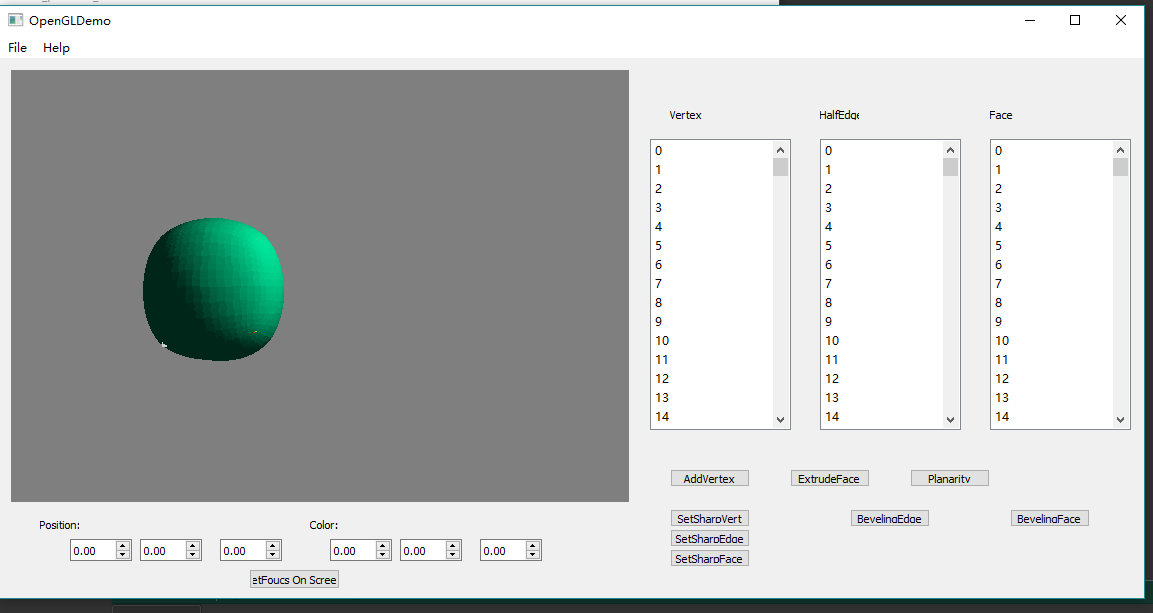 OpenGLDemo
File Help
Vertex HalfEdge Face
0 0 0
1 1 1
2 2 2
3 3 3
4 4 4
5 5 5
6 6 6
7 7 7
8 8 8
9 9 9
10 10 10
11 11 11
12 12 12
13 13 13
14 14 14
AddVertex ExtrudeFace Planarity
SetSharpVert BevelingEdge BevelingFace
SetSharpEdge
SetSharpFace
Position: Color:
0.00 0.00 0.00 0.00 0.00 0.00
etFoucs On Scree